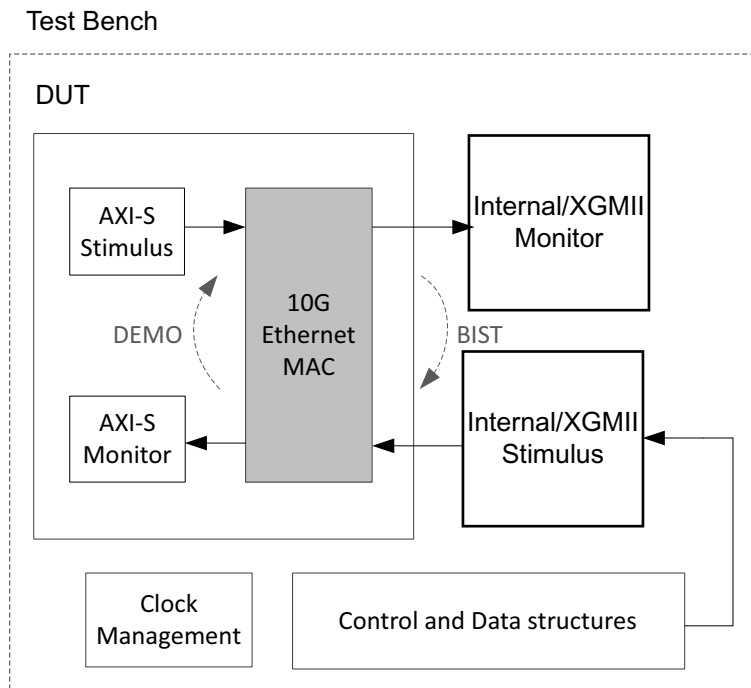 Test Bench
DUT
AXI-S
Stimulus
10G
Ethernet
MAC
Internal/XGMII
Monitor
DEMO
BIST
AXI-S
Monitor
Internal/XGMII
Stimulus
Clock
Management
Control and Data structures